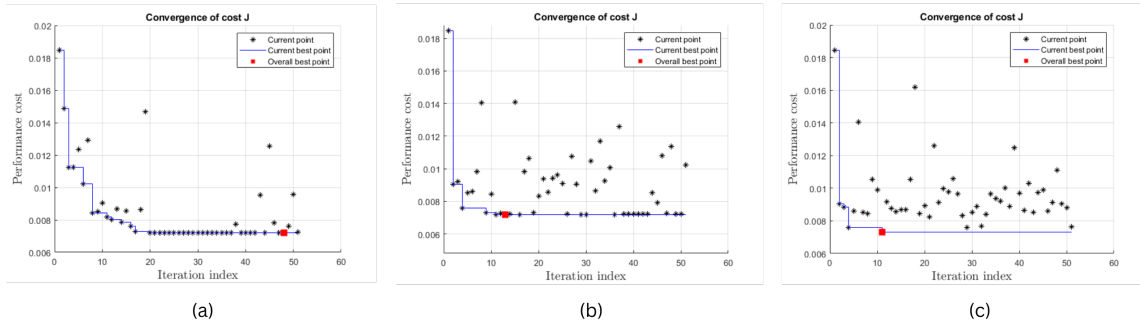 Convergence of cost J
0.02
0.018
0.016
0.014
0.012
0.01
0.008
0.006
Performance cost
0 10 20 30 40 50 60
Iteration index
Current point
Current best point
Overall best point
(a)
Convergence of cost J
0.018
0.016
0.014
0.012
0.01
0.008
0.006
Performance cost
0 10 20 30 40 50 60
Iteration index
Current point
Current best point
Overall best point
(b)
Convergence of cost J
0.02
0.018
0.016
0.014
0.012
0.01
0.008
0.006
Performance cost
0 10 20 30 40 50 60
Iteration index
Current point
Current best point
Overall best point
(c)